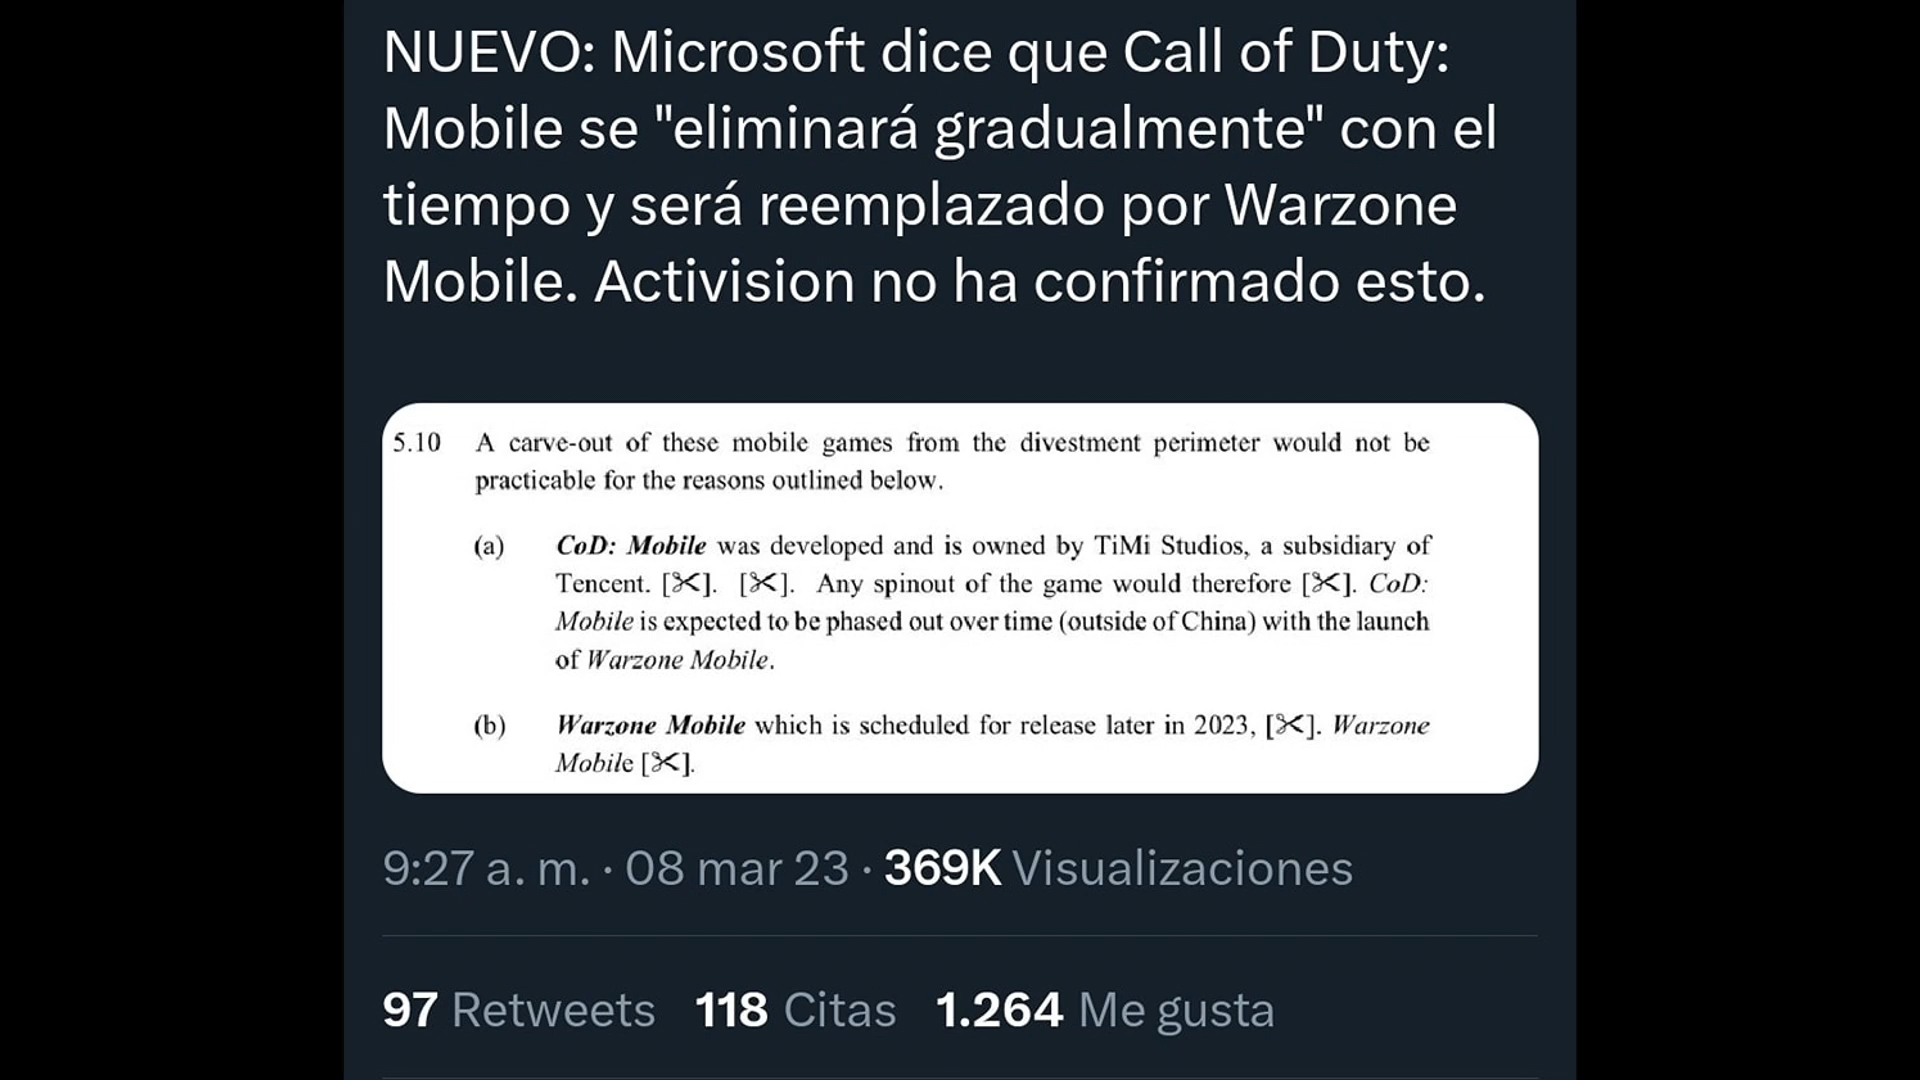 NUEVO: Microsoft dice que Call of Duty:
Mobile se "eliminará gradualmente" con el
tiempo y será reemplazado por Warzone
Mobile. Activision no ha confirmado esto.
5.10 A carve-out of these mobile games from the divestment perimeter would not be
practicable for the reasons outlined below.
(a) CoD: Mobile was developed and is owned by TiMi Studios, a subsidiary of
Tencent. [✂]. [✂]. Any spinout of the game would therefore [✂]. CoD:
Mobile is expected to be phased out over time (outside of China) with the launch
of Warzone Mobile.
(b) Warzone Mobile which is scheduled for release later in 2023, [✂]. Warzone
Mobile [✂].
9:27 a. m. · 08 mar 23 · 369K Visualizaciones
97 Retweets 118 Citas 1.264 Me gusta